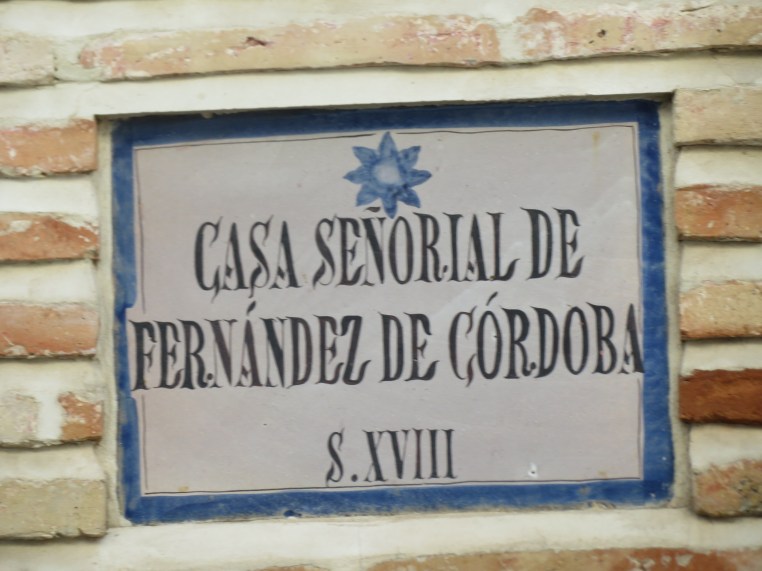 CASA SEÑORIAL DE
FERNÁNDEZ DE CÓRDOBA
S.XVIII